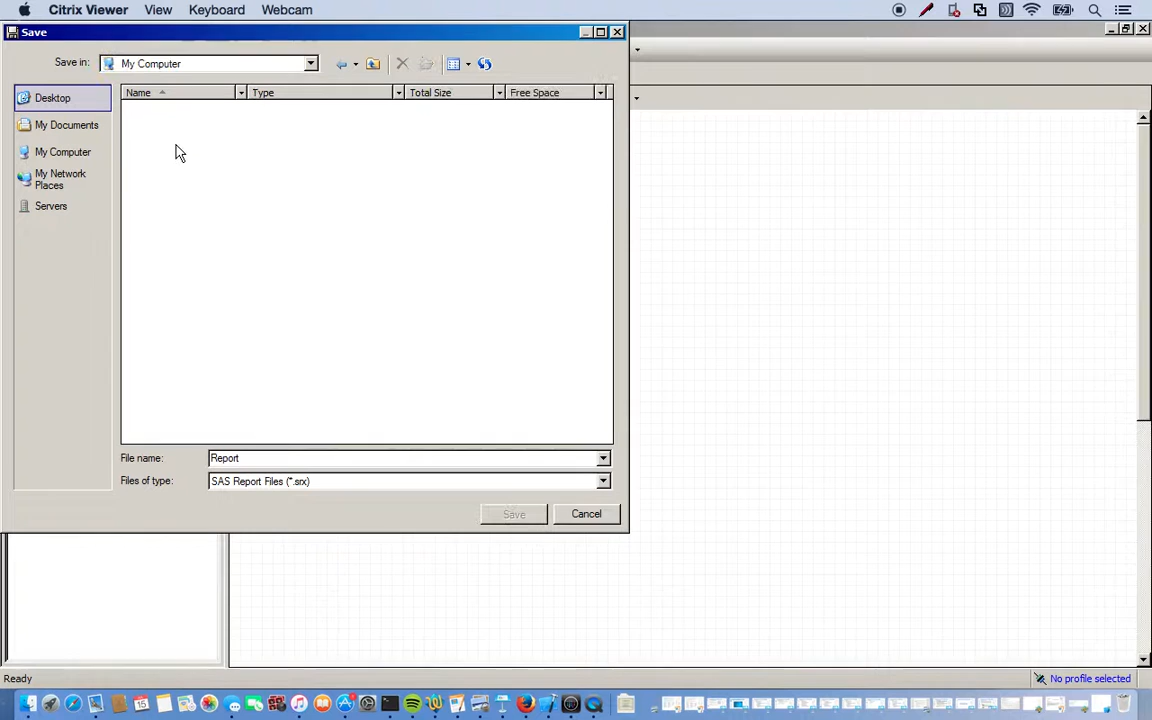 Citrix Viewer View Keyboard Webcam
Save
Save in: My Computer
Name Type Total Size Free Space
Desktop
My Documents
My Computer
My Network
Places
Servers
File name: Report
Files of type: SAS Report Files (*.srx)
Save Cancel
Ready No profile selected